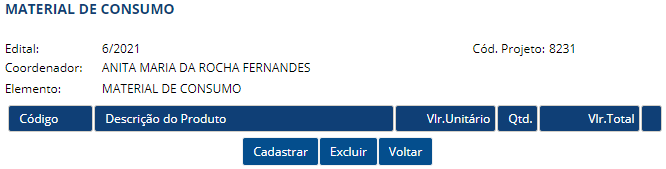 MATERIAL DE CONSUMO
Edital: 6/2021 Cód. Projeto: 8231
Coordenador: ANITA MARIA DA ROCHA FERNANDES
Elemento: MATERIAL DE CONSUMO
Código Descrição do Produto Vlr.Unitário Qtd. Vlr.Total
Cadastrar Excluir Voltar